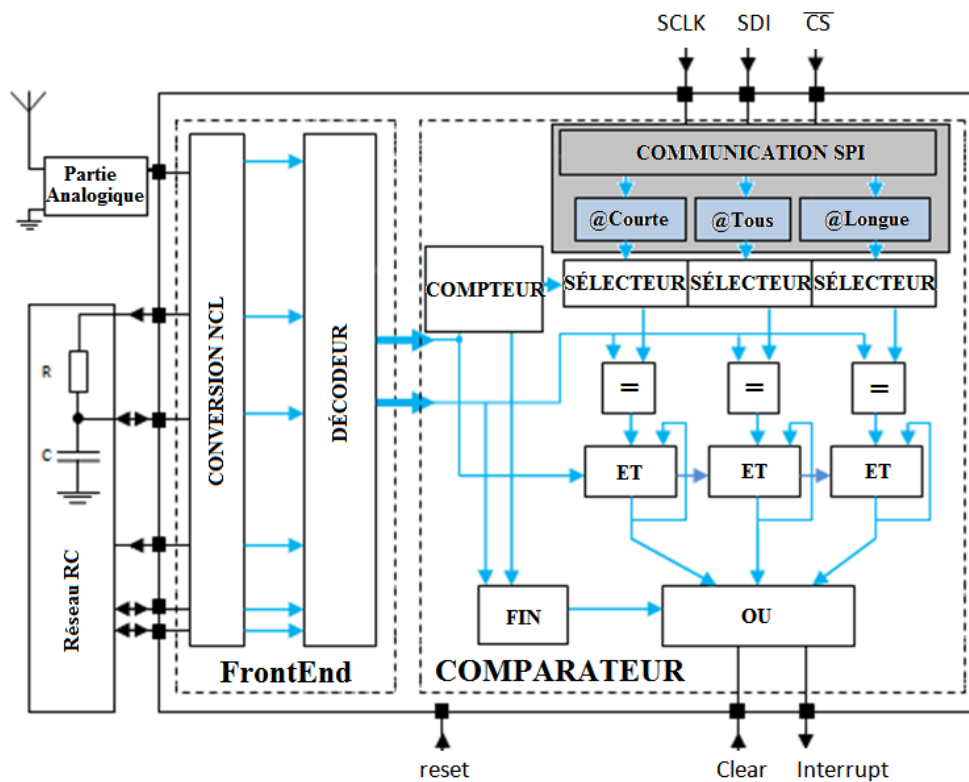 SCLK SDI CS
COMMUNICATION SPI
@Courte @Tous @Longue
Partie
Analogique
COMPTEUR SÉLECTEUR SÉLECTEUR SÉLECTEUR
R
C
Réseau RC
CONVERSION NCL
DÉCODEUR
= = =
ET ET ET
FIN OU
FrontEnd COMPARATEUR
reset Clear Interrupt